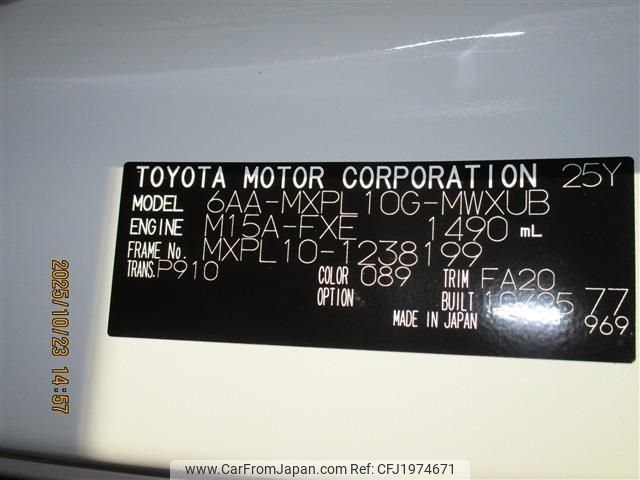 TOYOTA MOTOR CORPORATION 25Y
MODEL 6AA-MXPL10G-MWXUB
ENGINE M15A-FXE 1490 mL
FRAME No. MXPL10-1238199
TRANS. P910 COLOR 089 TRIM FA20
OPTION BUILT 77
MADE IN JAPAN 969
2025/10/23 14:57
CarFromJapan.com - Ref: CFJ1974671